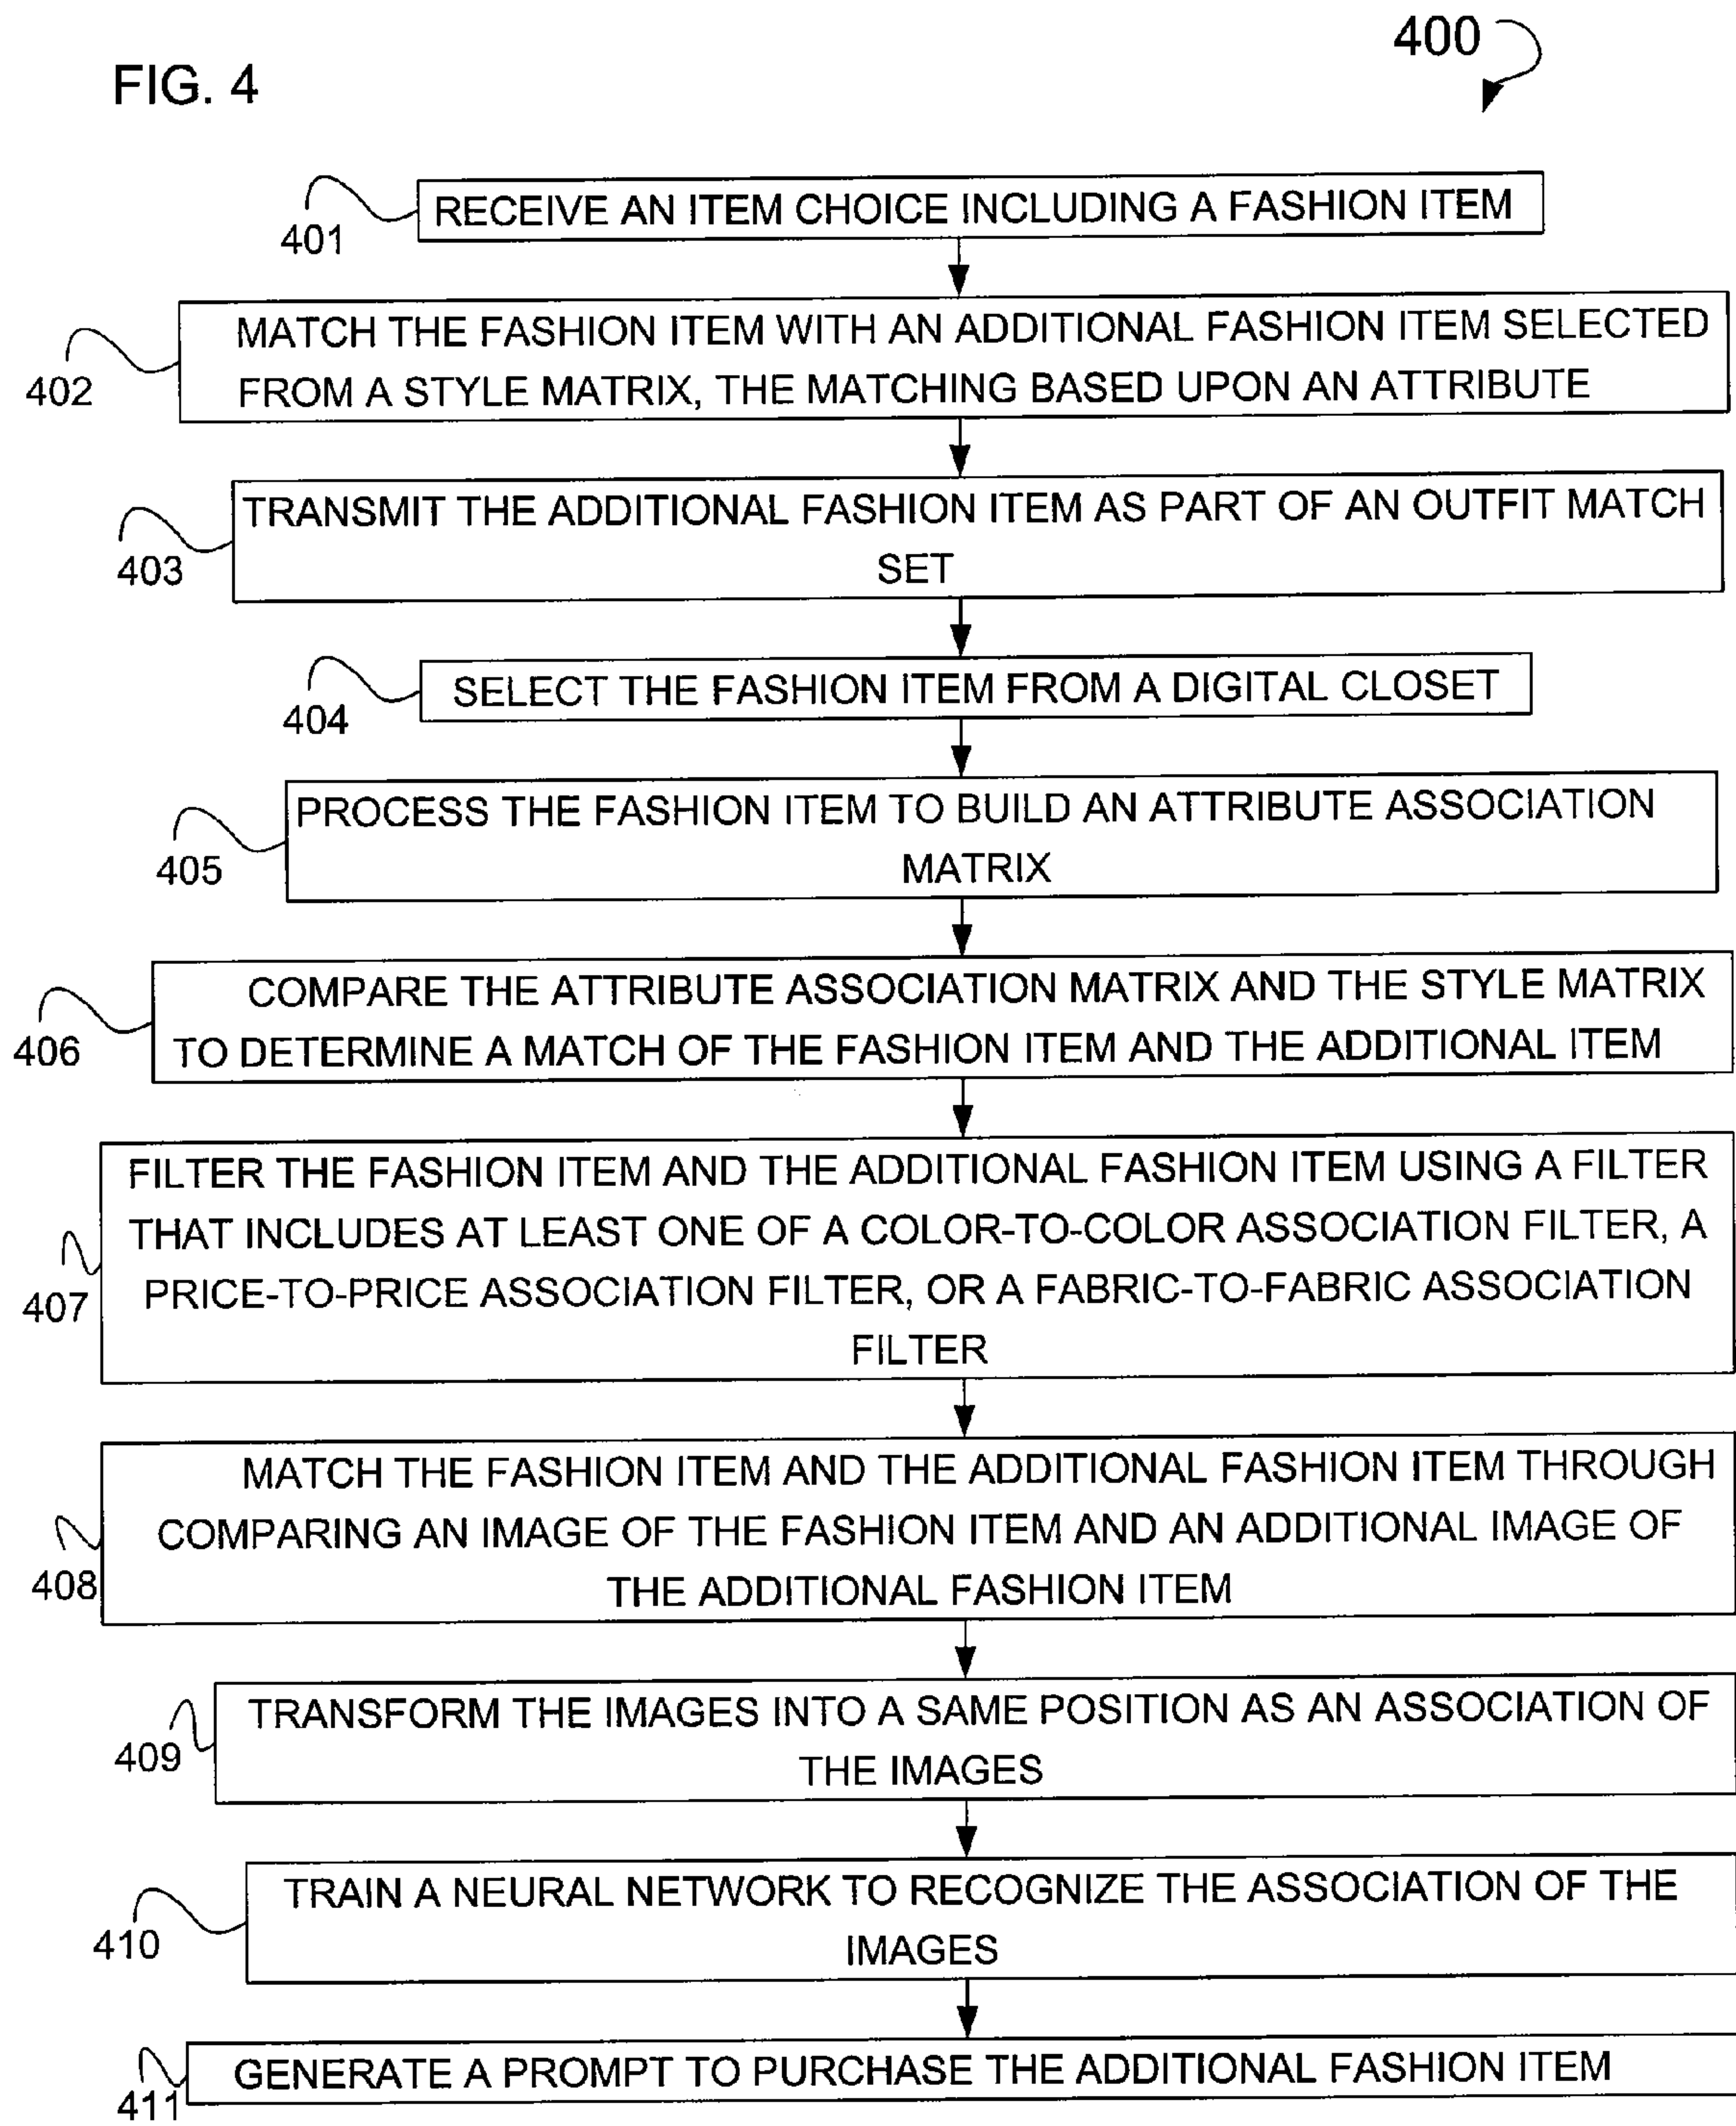 400
FIG. 4
RECEIVE AN ITEM CHOICE INCLUDING A FASHION ITEM
401
MATCH THE FASHION ITEM WITH AN ADDITIONAL FASHION ITEM SELECTED
FROM A STYLE MATRIX, THE MATCHING BASED UPON AN ATTRIBUTE
402
TRANSMIT THE ADDITIONAL FASHION ITEM AS PART OF AN OUTFIT MATCH
SET
403
SELECT THE FASHION ITEM FROM A DIGITAL CLOSET
404
PROCESS THE FASHION ITEM TO BUILD AN ATTRIBUTE ASSOCIATION
MATRIX
405
COMPARE THE ATTRIBUTE ASSOCIATION MATRIX AND THE STYLE MATRIX
TO DETERMINE A MATCH OF THE FASHION ITEM AND THE ADDITIONAL ITEM
406
FILTER THE FASHION ITEM AND THE ADDITIONAL FASHION ITEM USING A FILTER
THAT INCLUDES AT LEAST ONE OF A COLOR-TO-COLOR ASSOCIATION FILTER, A
PRICE-TO-PRICE ASSOCIATION FILTER, OR A FABRIC-TO-FABRIC ASSOCIATION
FILTER
407
MATCH THE FASHION ITEM AND THE ADDITIONAL FASHION ITEM THROUGH
COMPARING AN IMAGE OF THE FASHION ITEM AND AN ADDITIONAL IMAGE OF
THE ADDITIONAL FASHION ITEM
408
TRANSFORM THE IMAGES INTO A SAME POSITION AS AN ASSOCIATION OF
THE IMAGES
409
TRAIN A NEURAL NETWORK TO RECOGNIZE THE ASSOCIATION OF THE
IMAGES
410
GENERATE A PROMPT TO PURCHASE THE ADDITIONAL FASHION ITEM
411